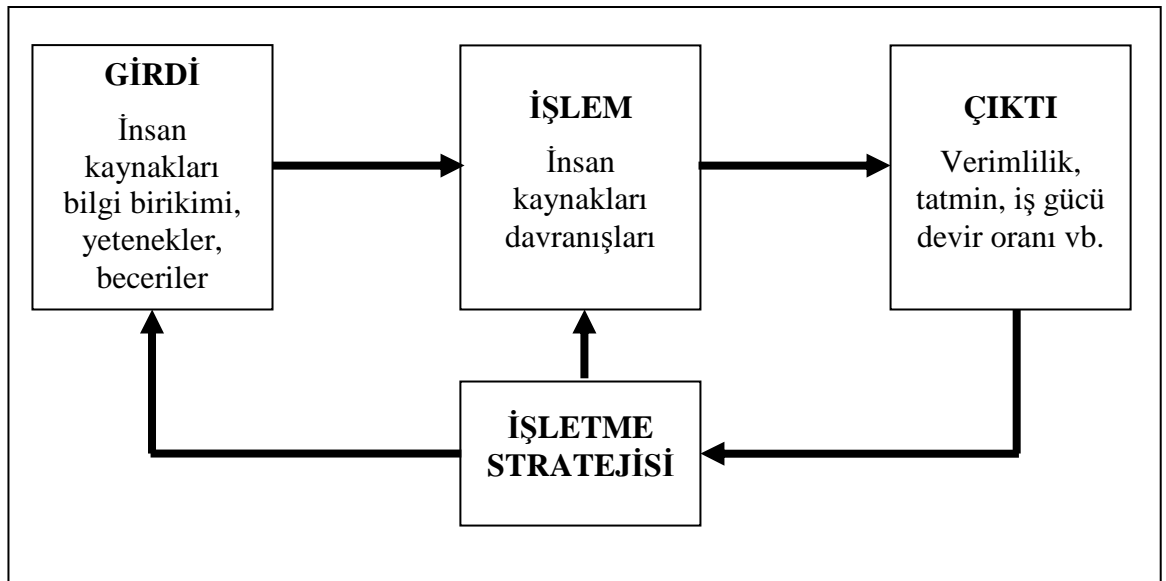 GİRDİ
İnsan
kaynakları
bilgi birikimi,
yetenekler,
beceriler
İŞLEM
İnsan
kaynakları
davranışları
ÇIKTI
Verimlilik,
tatmin, iş gücü
devir oranı vb.
İŞLETME
STRATEJİSİ